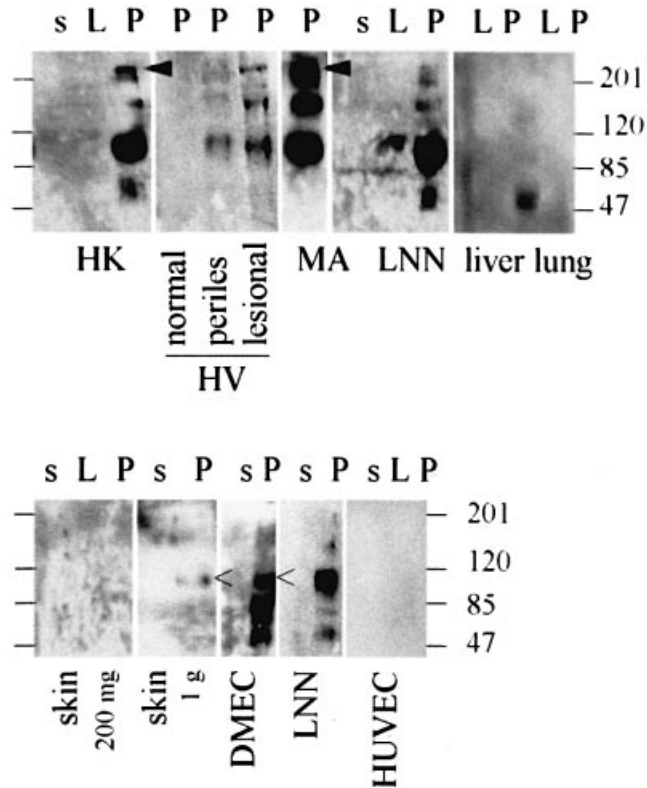 s L P P P P P s L P L P L P
201
120
85
47
HK normal periles lesional MA LNN liver lung
HV
s L P s P s P s P s L P
201
120
85
47
skin 200 mg skin 1 g DMEC LNN HUVEC